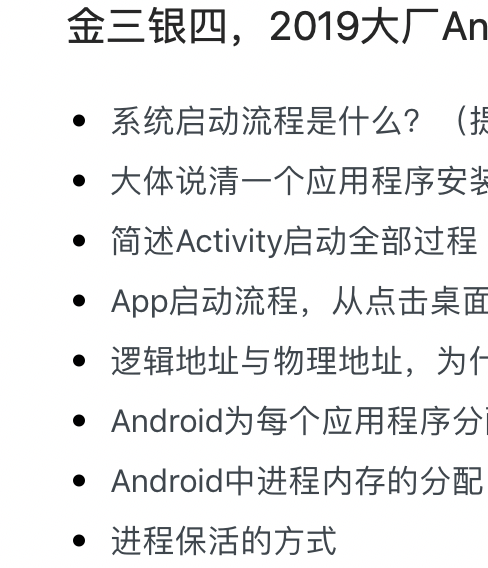 金三银四，2019大厂An
系统启动流程是什么？（提
大体说清一个应用程序安装
简述Activity启动全部过程
App启动流程，从点击桌面
逻辑地址与物理地址，为什
Android为每个应用程序分配
Android中进程内存的分配
进程保活的方式